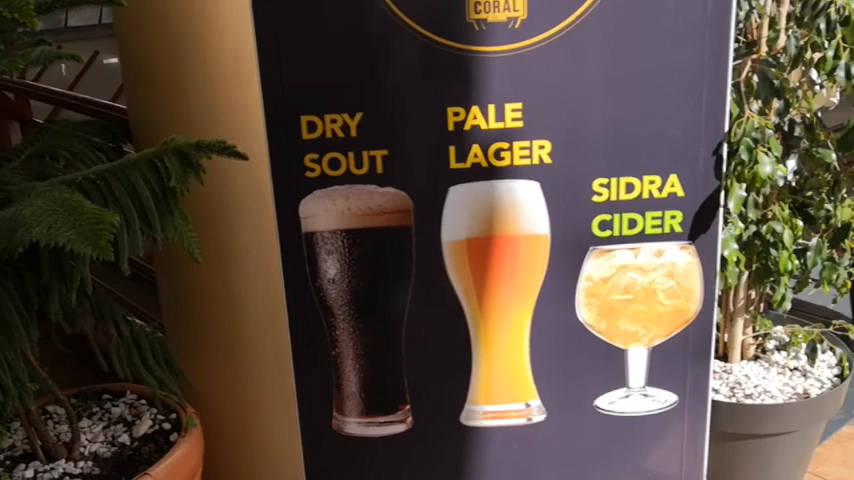 CORAL
DRY
SOUT
PALE
LAGER
SIDRA
CIDER